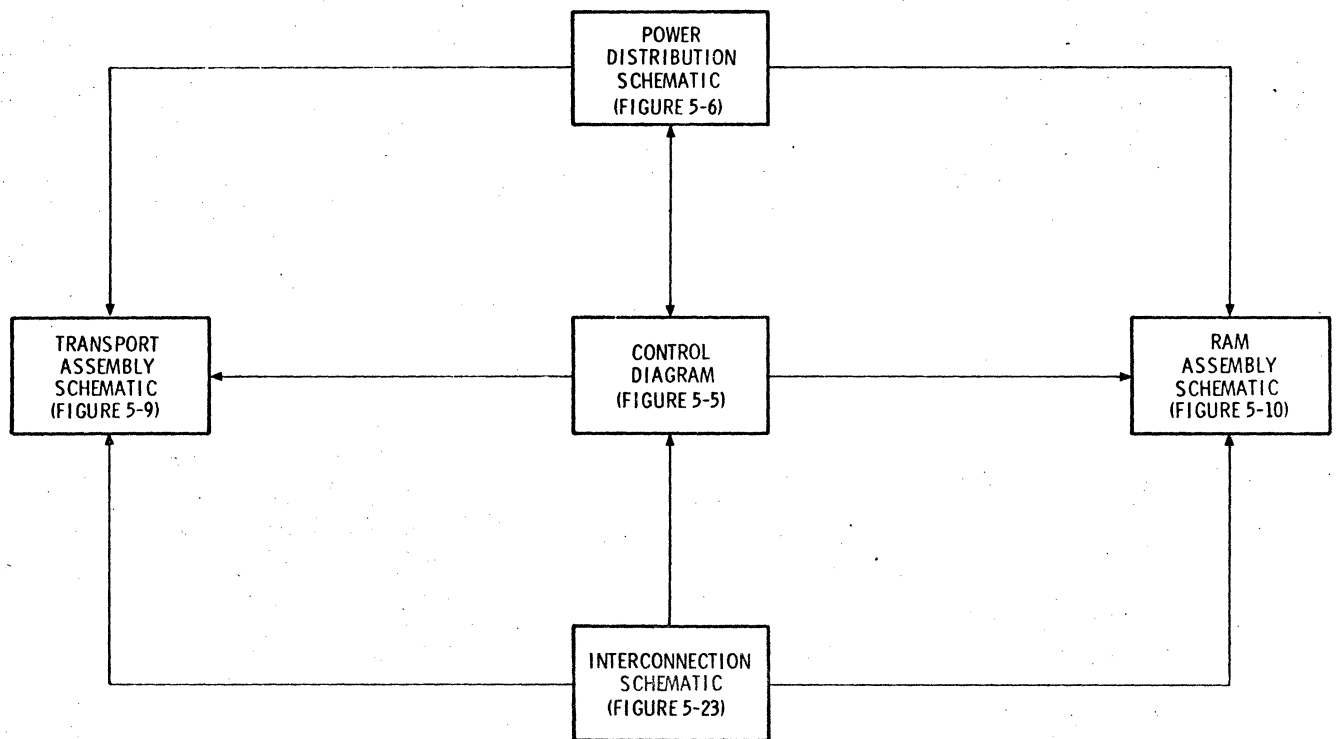 POWER
DISTRIBUTION
SCHEMATIC
(FIGURE 5-6)
TRANSPORT
ASSEMBLY
SCHEMATIC
(FIGURE 5-9)
CONTROL
DIAGRAM
(FIGURE 5-5)
RAM
ASSEMBLY
SCHEMATIC
(FIGURE 5-10)
INTERCONNECTION
SCHEMATIC
(FIGURE 5-23)